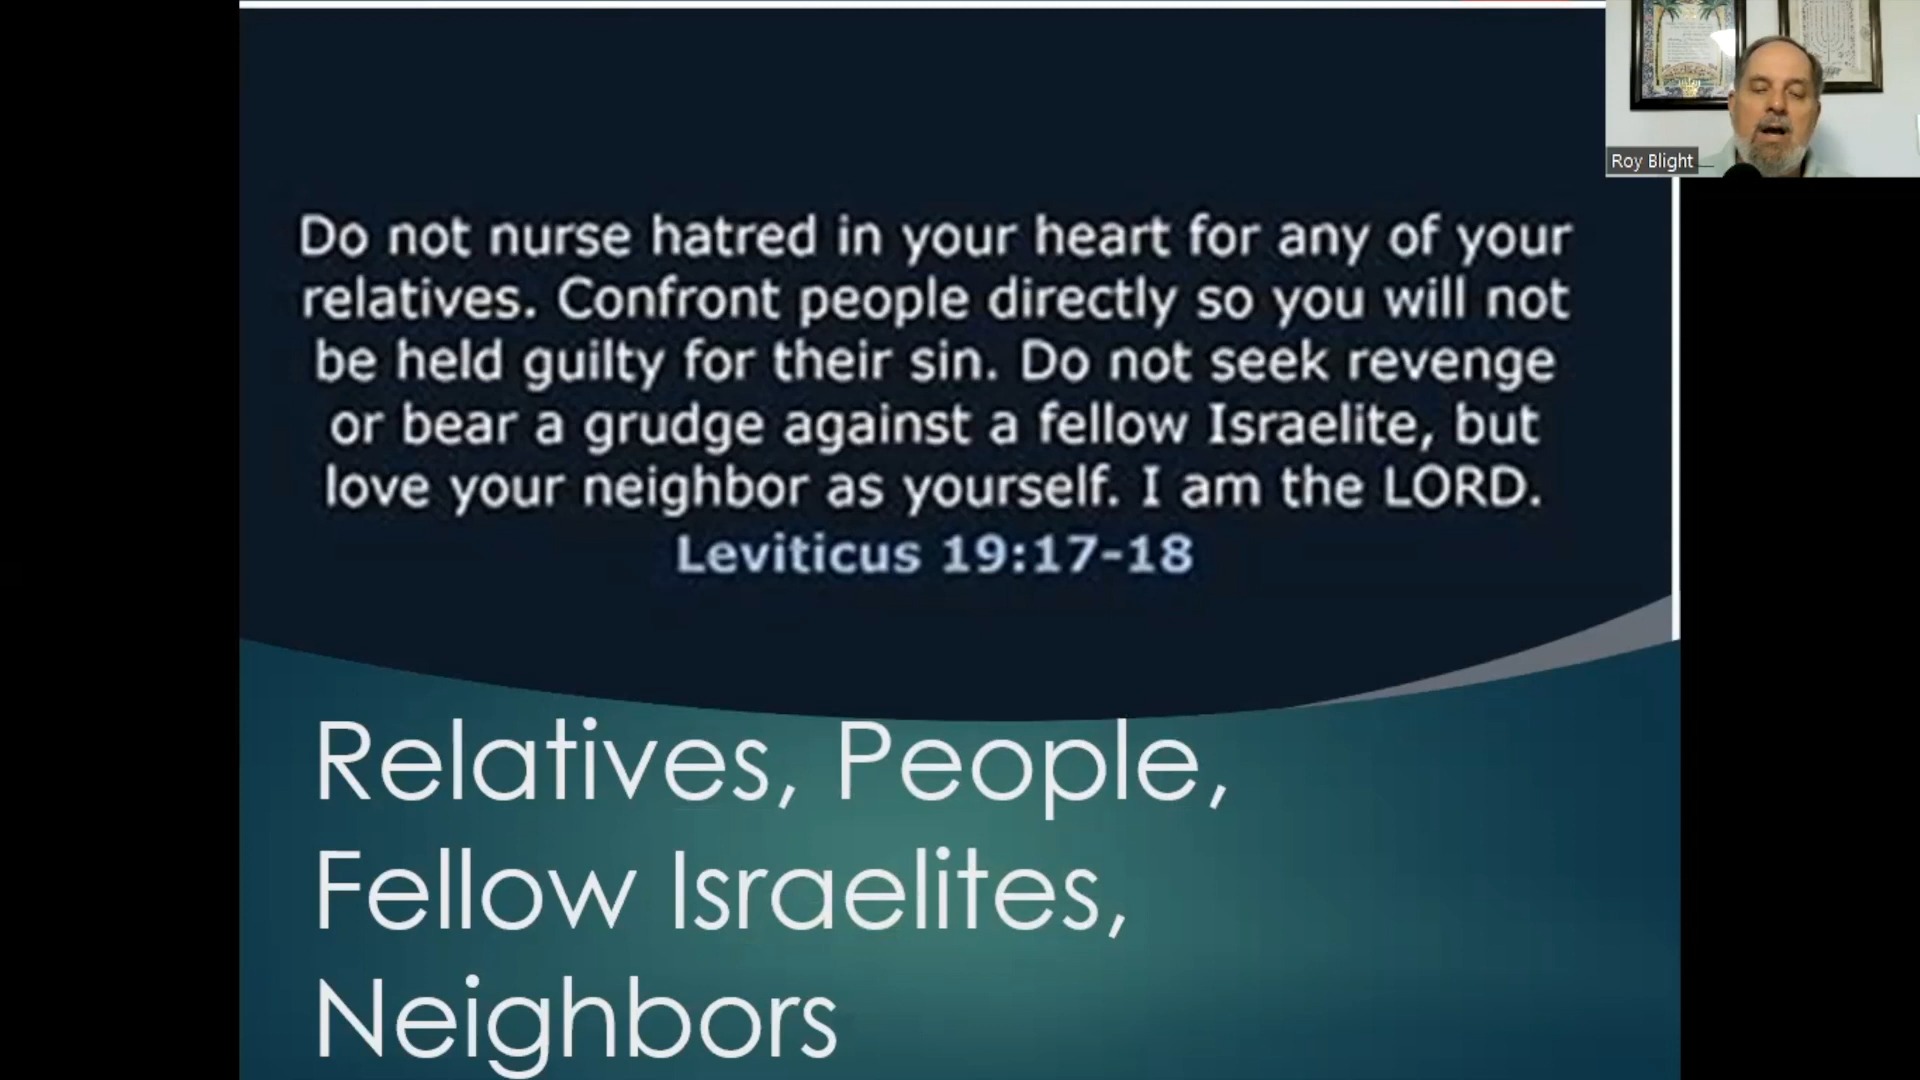 Do not nurse hatred in your heart for any of your
relatives. Confront people directly so you will not
be held guilty for their sin. Do not seek revenge
or bear a grudge against a fellow Israelite, but
love your neighbor as yourself. I am the LORD.
Leviticus 19:17-18
Roy Blight
Relatives, People,
Fellow Israelites,
Neighbors